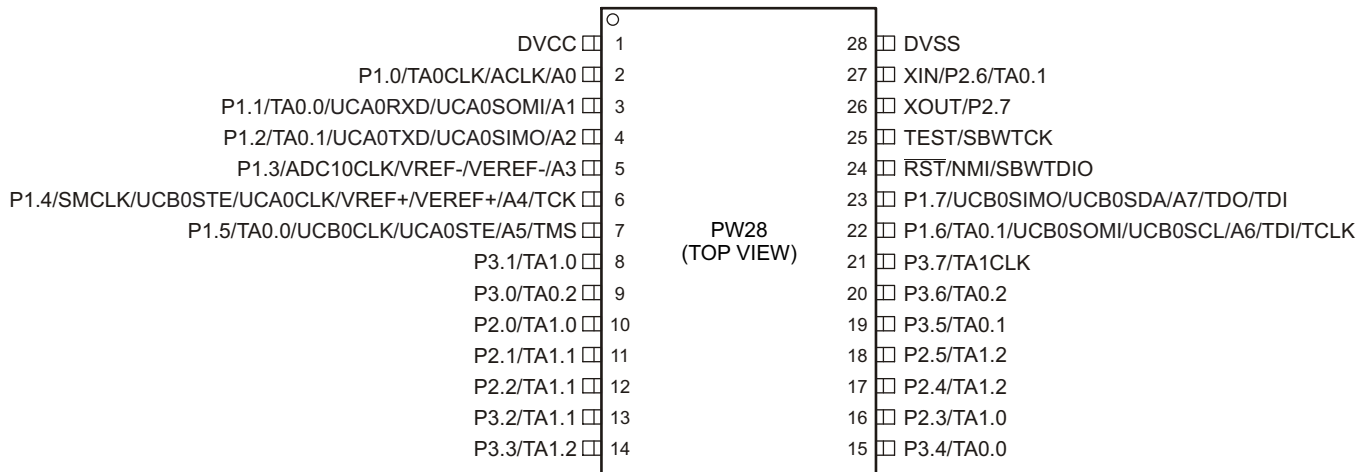 DVCC 1 28 DVSS
P1.0/TA0CLK/ACLK/A0 2 27 XIN/P2.6/TA0.1
P1.1/TA0.0/UCA0RXD/UCA0SOMI/A1 3 26 XOUT/P2.7
P1.2/TA0.1/UCA0TXD/UCA0SIMO/A2 4 25 TEST/SBWTCK
P1.3/ADC10CLK/VREF-/VEREF-/A3 5 24 RST/NMI/SBWTDIO
P1.4/SMCLK/UCB0STE/UCA0CLK/VREF+/VEREF+/A4/TCK 6 23 P1.7/UCB0SIMO/UCB0SDA/A7/TDO/TDI
P1.5/TA0.0/UCB0CLK/UCA0STE/A5/TMS 7 PW28 22 P1.6/TA0.1/UCB0SOMI/UCB0SCL/A6/TDI/TCLK
(TOP VIEW)
P3.1/TA1.0 8 21 P3.7/TA1CLK
P3.0/TA0.2 9 20 P3.6/TA0.2
P2.0/TA1.0 10 19 P3.5/TA0.1
P2.1/TA1.1 11 18 P2.5/TA1.2
P2.2/TA1.1 12 17 P2.4/TA1.2
P3.2/TA1.1 13 16 P2.3/TA1.0
P3.3/TA1.2 14 15 P3.4/TA0.0